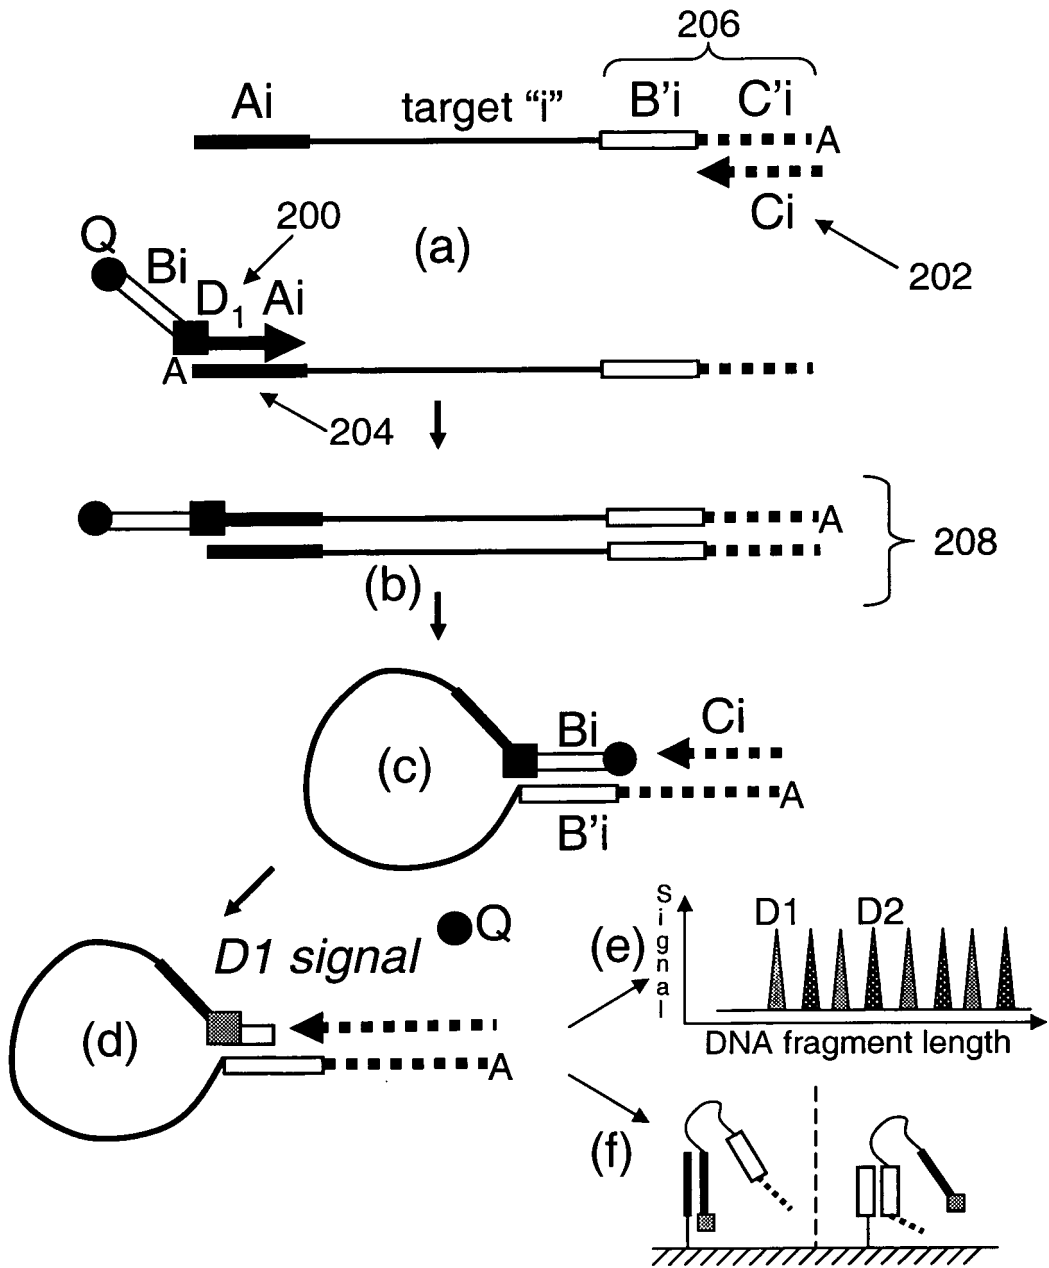 206
Ai target “i” B’i C’i
A
Ci
200
Q
(a)
202
Bi
D1 Ai
A
204
A
208
(b)
Ci
Bi
(c)
A
B’i
Signal
D1 D2
Q
(e)
D1 signal
(d)
DNA fragment length
A
(f)